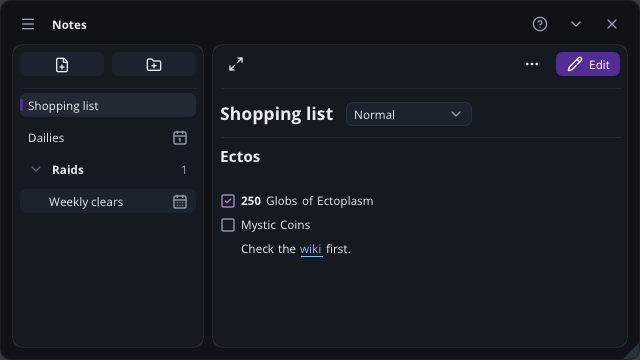 Notes
Edit
Shopping list
Dailies
Raids 1
Weekly clears
Shopping list Normal
Ectos
250 Globs of Ectoplasm
Mystic Coins
Check the wiki first.